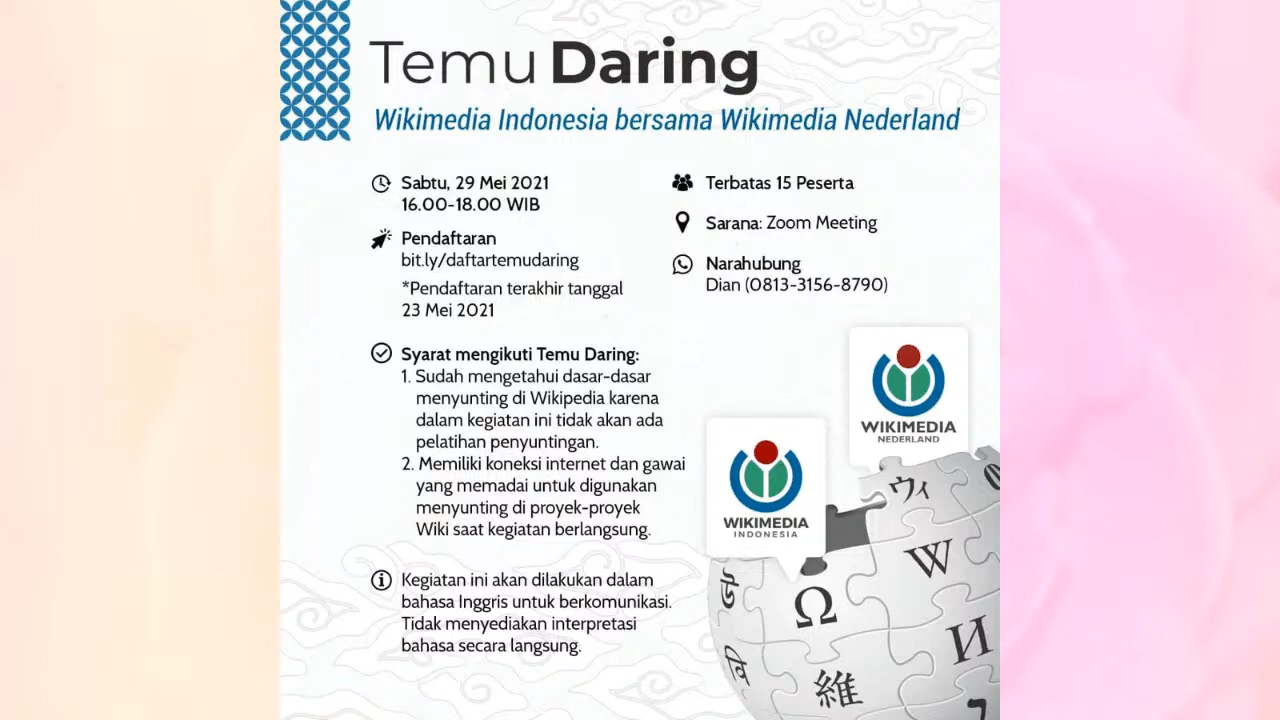 Temu Daring
Wikimedia Indonesia bersama Wikimedia Nederland
Sabtu, 29 Mei 2021
16.00-18.00 WIB
Pendaftaran
bit.ly/daftartemudaring
*Pendaftaran terakhir tanggal
23 Mei 2021
Terbatas 15 Peserta
Sarana: Zoom Meeting
Narahubung
Dian (0813-3156-8790)
Syarat mengikuti Temu Daring:
1. Sudah mengetahui dasar-dasar
menyunting di Wikipedia karena
dalam kegiatan ini tidak akan ada
pelatihan penyuntingan.
2. Memiliki koneksi internet dan gawai
yang memadai untuk digunakan
menyunting di proyek-proyek
Wiki saat kegiatan berlangsung.
Kegiatan ini akan dilakukan dalam
bahasa Inggris untuk berkomunikasi.
Tidak menyediakan interpretasi
bahasa secara langsung.
WIKIMEDIA
NEDERLAND
WIKIMEDIA
INDONESIA
ウィ
W
Ω
И
維